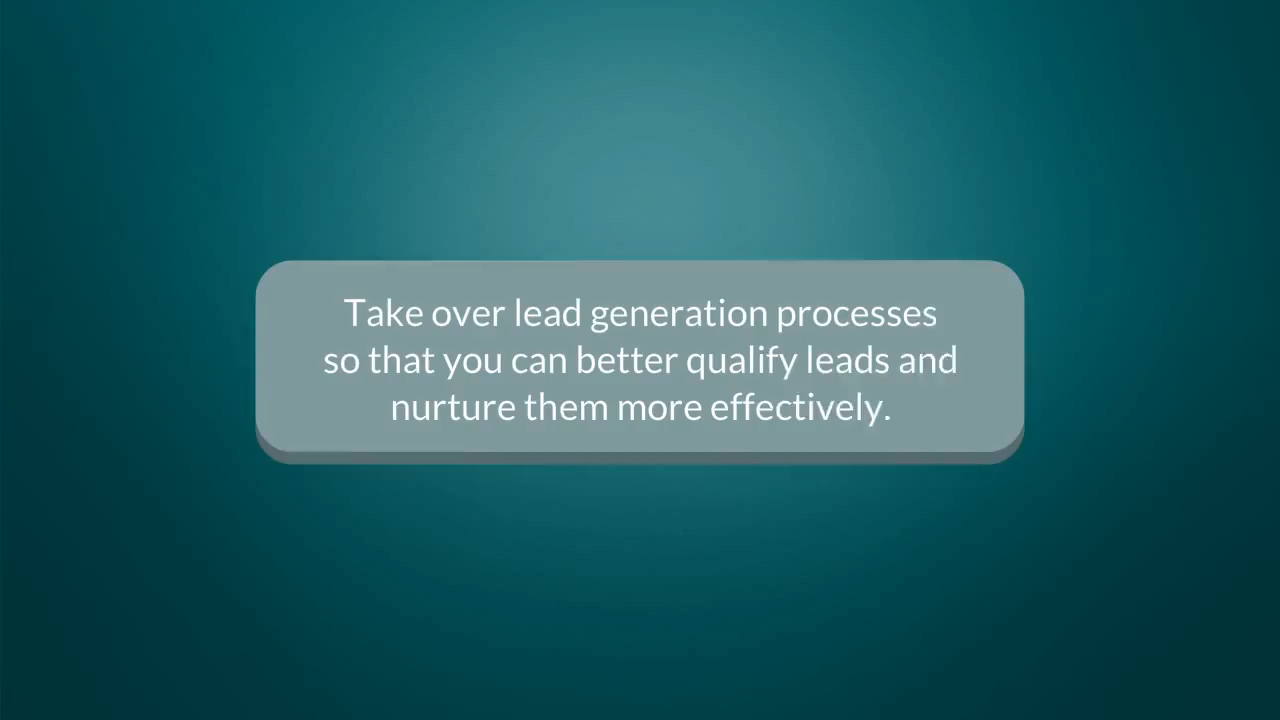 Take over lead generation processes
so that you can better qualify leads and
nurture them more effectively.